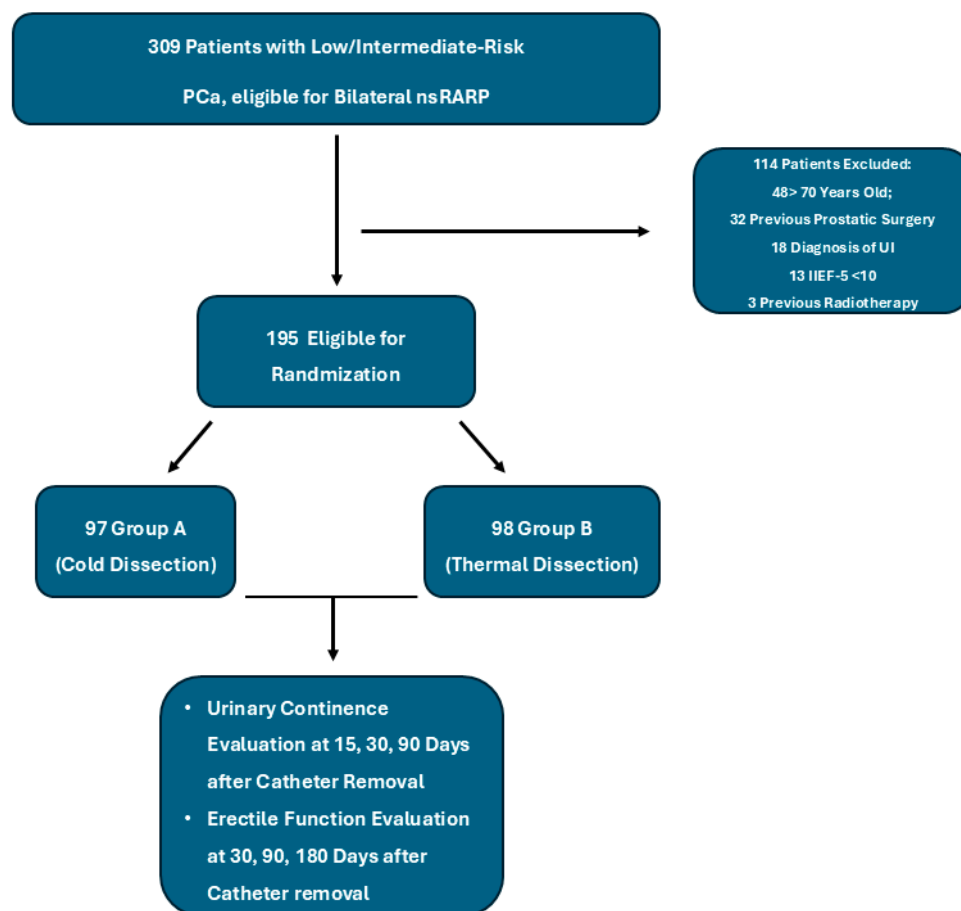 309 Patients with Low/Intermediate-Risk
PCa, eligible for Bilateral nsRARP
114 Patients Excluded:
48> 70 Years Old;
32 Previous Prostatic Surgery
18 Diagnosis of UI
13 IIEF-5 <10
3 Previous Radiotherapy
195 Eligible for
Randmization
97 Group A
(Cold Dissection)
98 Group B
(Thermal Dissection)
• Urinary Continence
Evaluation at 15, 30, 90 Days
after Catheter Removal
• Erectile Function Evaluation
at 30, 90, 180 Days after
Catheter removal